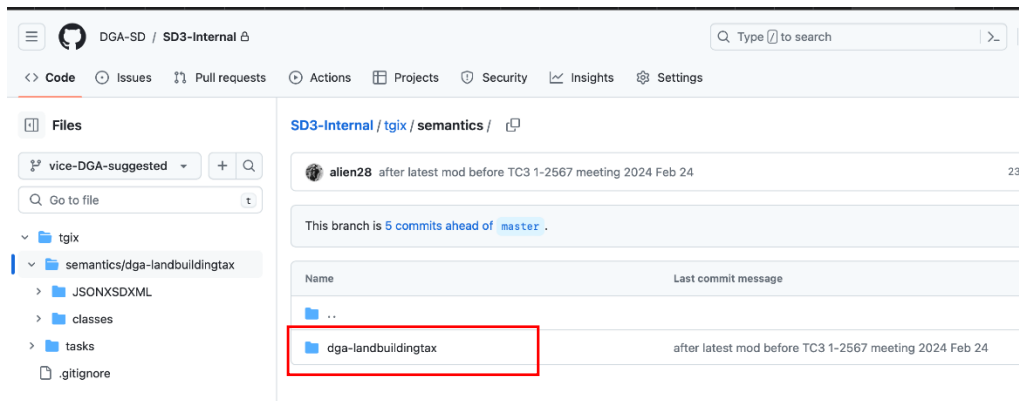 DGA-SD / SD3-Internal
Type / to search
<> Code Issues Pull requests Actions Projects Security Insights Settings
Files
SD3-Internal / tgix / semantics /
vice-DGA-suggested
alien28 after latest mod before TC3 1-2567 meeting 2024 Feb 24
23
Go to file t
This branch is 5 commits ahead of master .
tgix
semantics/dga-landbuildingtax
Name Last commit message
JSONXSDXML
..
classes
dga-landbuildingtax after latest mod before TC3 1-2567 meeting 2024 Feb 24
tasks
.gitignore